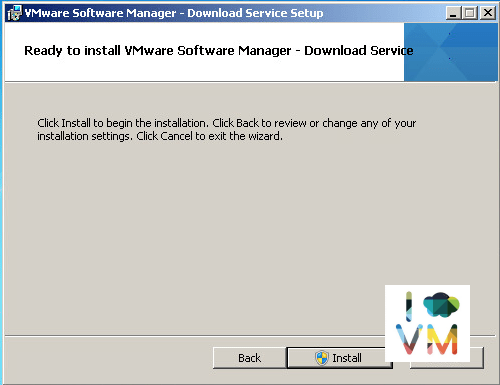 VMware Software Manager - Download Service Setup
Ready to install VMware Software Manager - Download Service
Click Install to begin the installation. Click Back to review or change any of your
installation settings. Click Cancel to exit the wizard.
I
VM
Back
Install